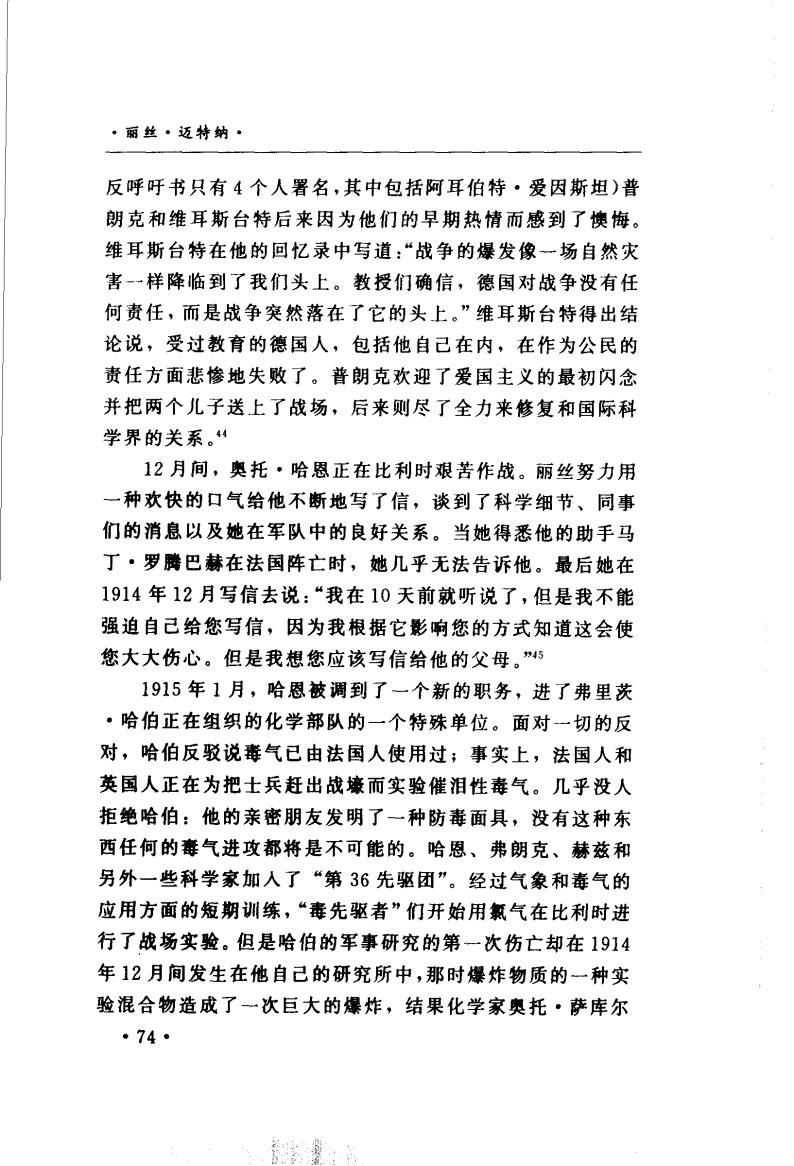 ·丽丝·迈特纳·
反呼吁书只有4个人署名,其中包括阿耳伯特·爱因斯坦)普
朗克和维耳斯台特后来因为他们的早期热情而感到了懊悔。
维耳斯台特在他的回忆录中写道:“战争的爆发像一场自然灾
害一样降临到了我们头上。教授们确信，德国对战争没有任
何责任,而是战争突然落在了它的头上。”维耳斯台特得出结
论说，受过教育的德国人，包括他自己在内，在作为公民的
责任方面悲惨地失败了。普朗克欢迎了爱国主义的最初闪念
并把两个儿子送上了战场，后来则尽了全力来修复和国际科
学界的关系。44
12月间，奥托·哈恩正在比利时艰苦作战。丽丝努力用
一种欢快的口气给他不断地写了信，谈到了科学细节、同事
们的消息以及她在军队中的良好关系。当她得悉他的助手马
丁·罗腾巴赫在法国阵亡时，她几乎无法告诉他。最后她在
1914年12月写信去说:“我在10天前就听说了,但是我不能
强迫自己给您写信，因为我根据它影响您的方式知道这会使
您大大伤心。但是我想您应该写信给他的父母。”45
1915年1月，哈恩被调到了一个新的职务，进了弗里茨
·哈伯正在组织的化学部队的一个特殊单位。面对一切的反
对，哈伯反驳说毒气已由法国人使用过；事实上，法国人和
英国人正在为把士兵赶出战壕而实验催泪性毒气。几乎没人
拒绝哈伯：他的亲密朋友发明了一种防毒面具，没有这种东
西任何的毒气进攻都将是不可能的。哈恩、弗朗克、赫兹和
另外一些科学家加入了“第36先驱团”。经过气象和毒气的
应用方面的短期训练,“毒先驱者”们开始用氯气在比利时进
行了战场实验。但是哈伯的军事研究的第一次伤亡却在1914
年12月间发生在他自己的研究所中,那时爆炸物质的一种实
验混合物造成了一次巨大的爆炸，结果化学家奥托·萨库尔
·74·